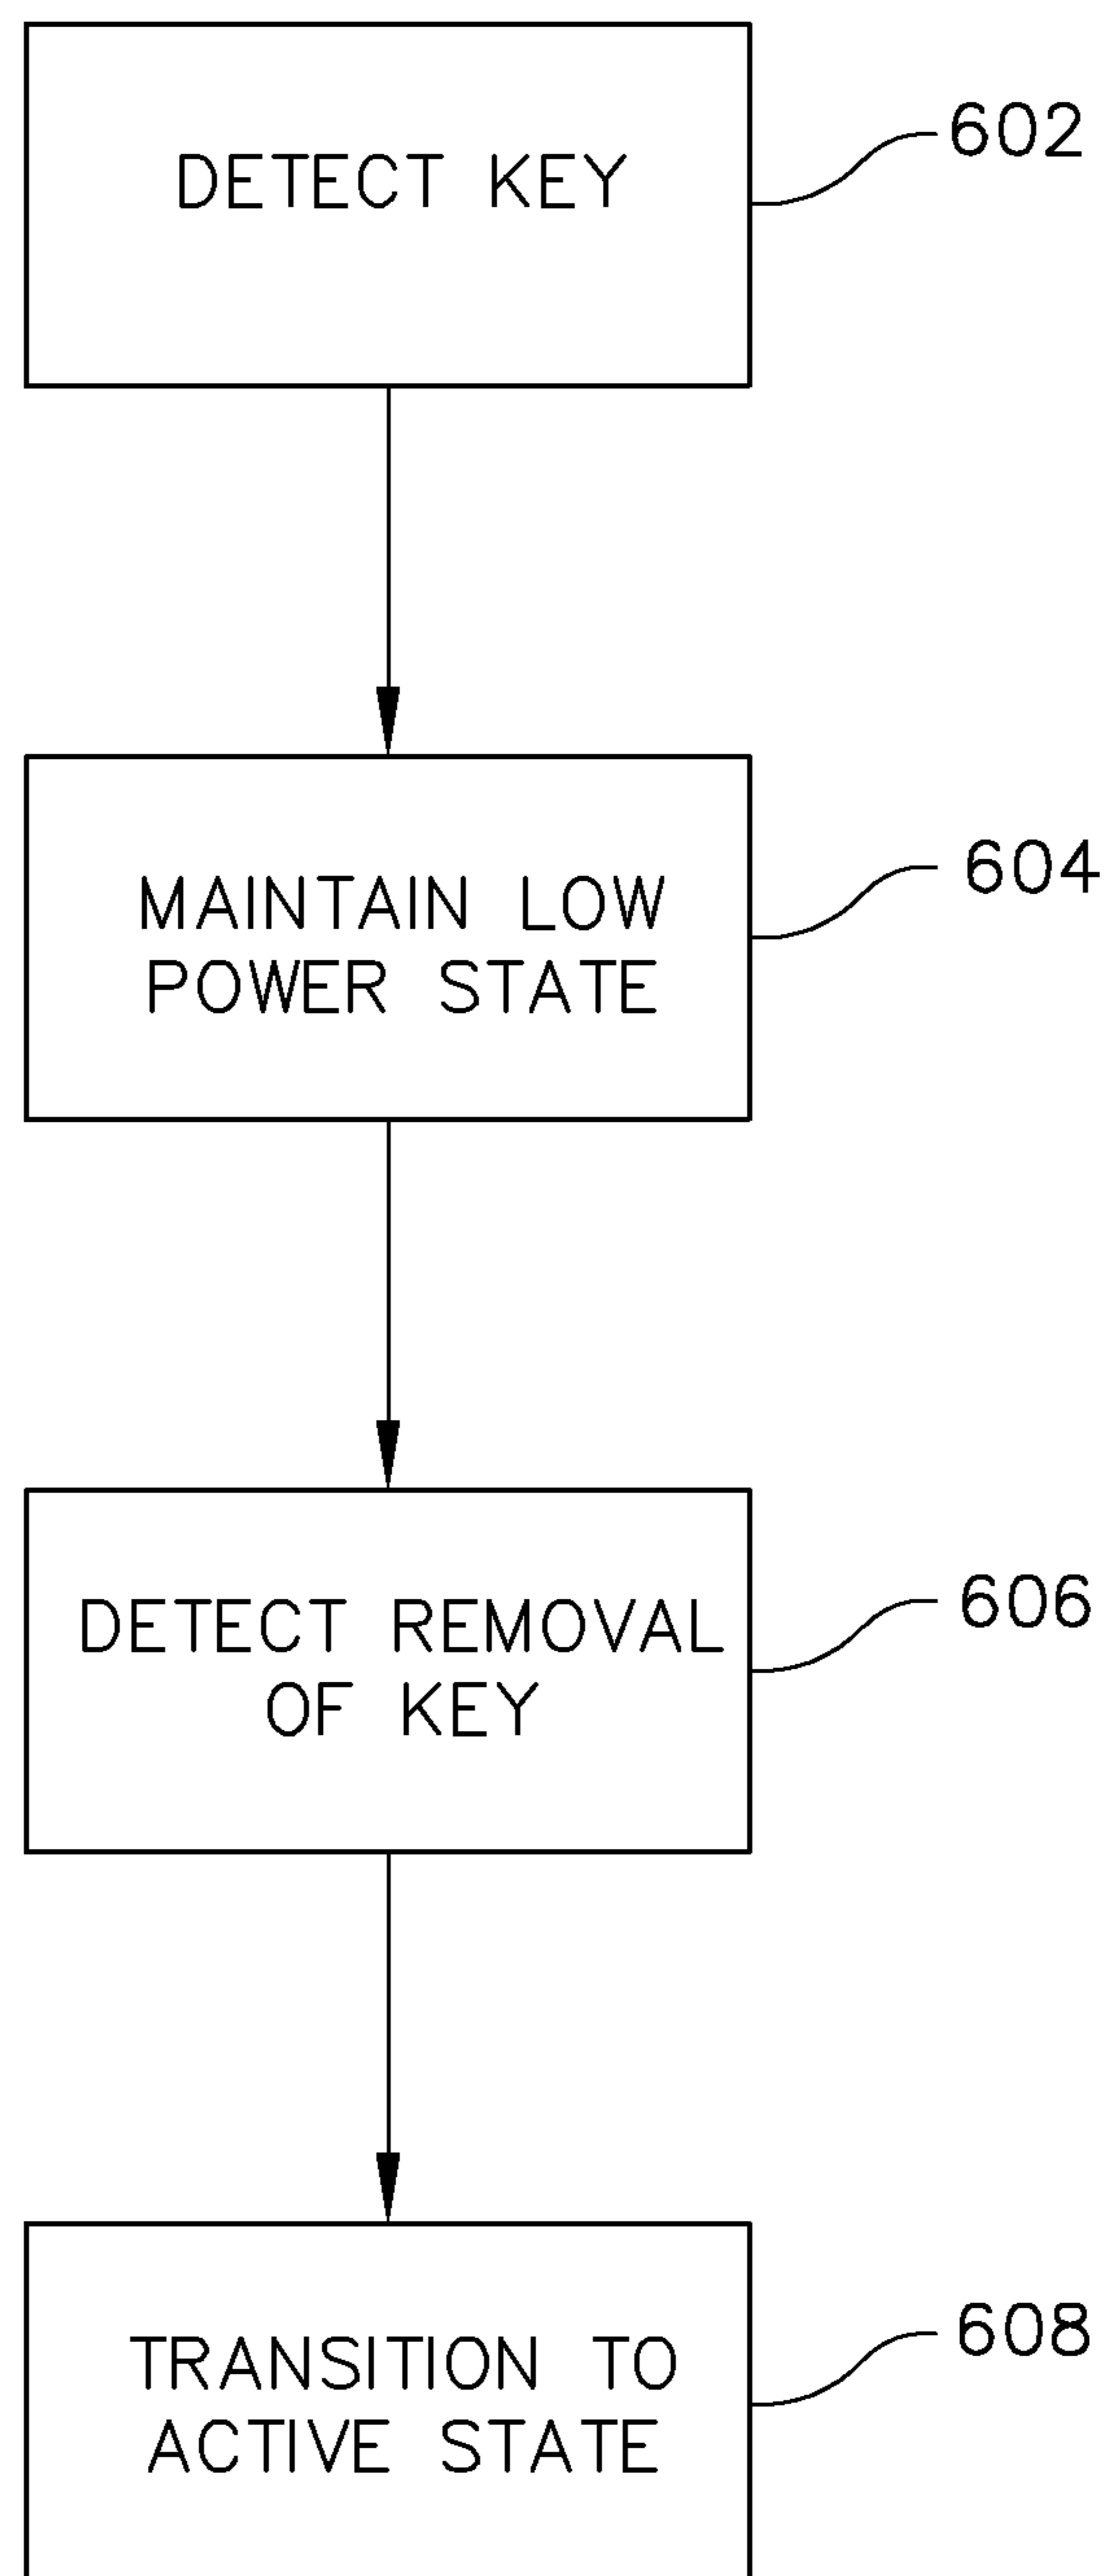 DETECT KEY
602
MAINTAIN LOW
POWER STATE
604
DETECT REMOVAL
OF KEY
606
TRANSITION TO
ACTIVE STATE
608